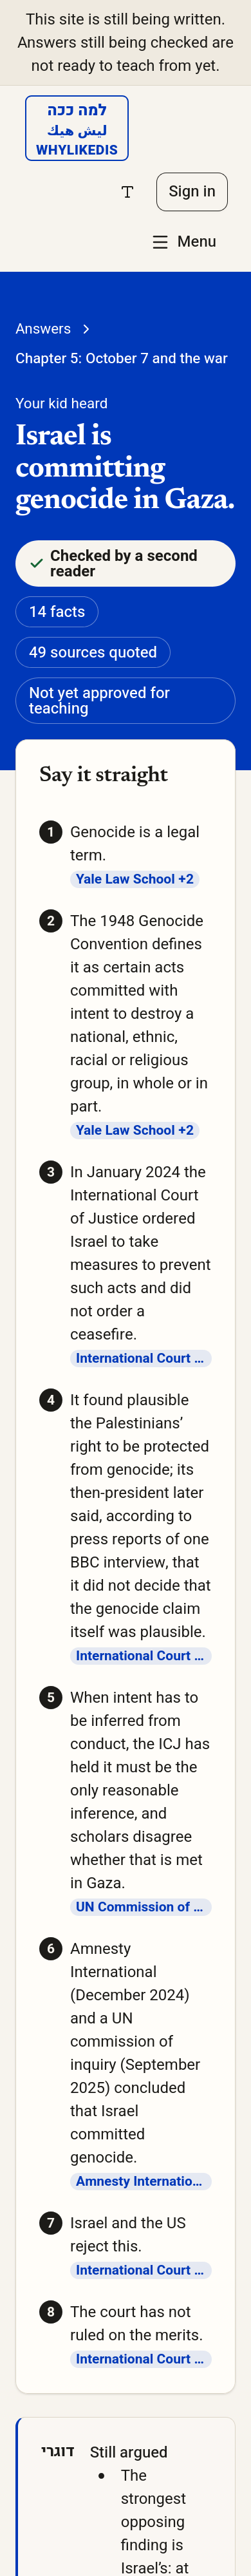 This site is still being written.
Answers still being checked are
not ready to teach from yet.
למה ככה
ليش هيك
WHYLIKEDIS
Sign in
Menu
Answers
Chapter 5: October 7 and the war
Your kid heard
Israel is
committing
genocide in Gaza.
Checked by a second
reader
14 facts
49 sources quoted
Not yet approved for
teaching
Say it straight
1 Genocide is a legal
term.
Yale Law School +2
2 The 1948 Genocide
Convention defines
it as certain acts
committed with
intent to destroy a
national, ethnic,
racial or religious
group, in whole or in
part.
Yale Law School +2
3 In January 2024 the
International Court
of Justice ordered
Israel to take
measures to prevent
such acts and did
not order a
ceasefire.
International Court ...
4 It found plausible
the Palestinians’
right to be protected
from genocide; its
then-president later
said, according to
press reports of one
BBC interview, that
it did not decide that
the genocide claim
itself was plausible.
International Court ...
5 When intent has to
be inferred from
conduct, the ICJ has
held it must be the
only reasonable
inference, and
scholars disagree
whether that is met
in Gaza.
UN Commission of ...
6 Amnesty
International
(December 2024)
and a UN
commission of
inquiry (September
2025) concluded
that Israel
committed
genocide.
Amnesty Internatio...
7 Israel and the US
reject this.
International Court ...
8 The court has not
ruled on the merits.
International Court ...
דוגרי
Still argued
• The
strongest
opposing
finding is
Israel’s: at